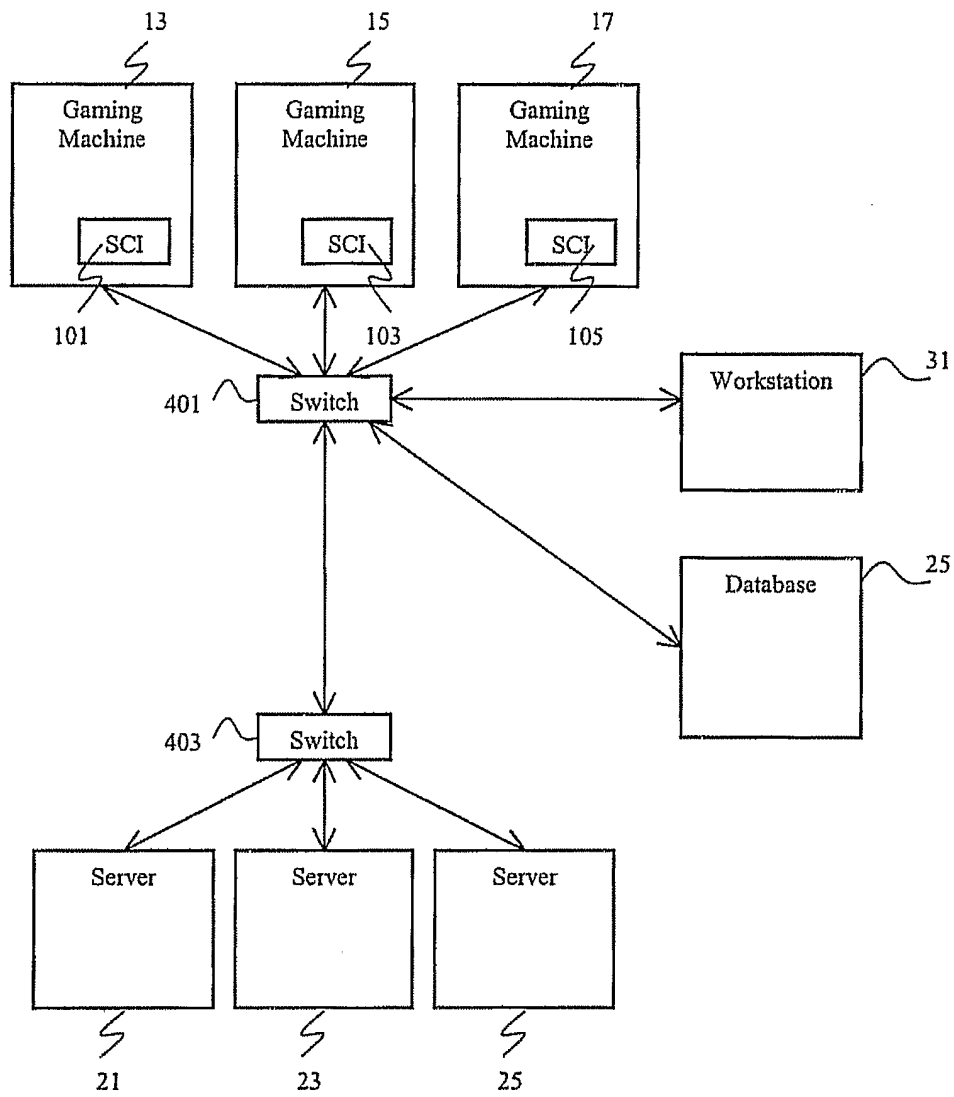 13
15
17
Gaming
Machine
Gaming
Machine
Gaming
Machine
SCI
SCI
SCI
101
103
105
401
Switch
Workstation
31
Database
25
403
Switch
Server
Server
Server
21
23
25